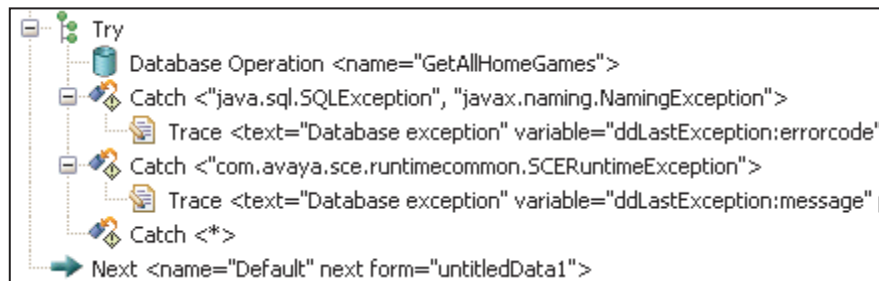 Try
Database Operation <name="GetAllHomeGames">
Catch <"java.sql.SQLException", "javax.naming.NamingException">
Trace <text="Database exception" variable="ddLastException:errorcode"
Catch <"com.avaya.sce.runtimecommon.SCERuntimeException">
Trace <text="Database exception" variable="ddLastException:message"
Catch <*>
Next <name="Default" next form="untitledData1">